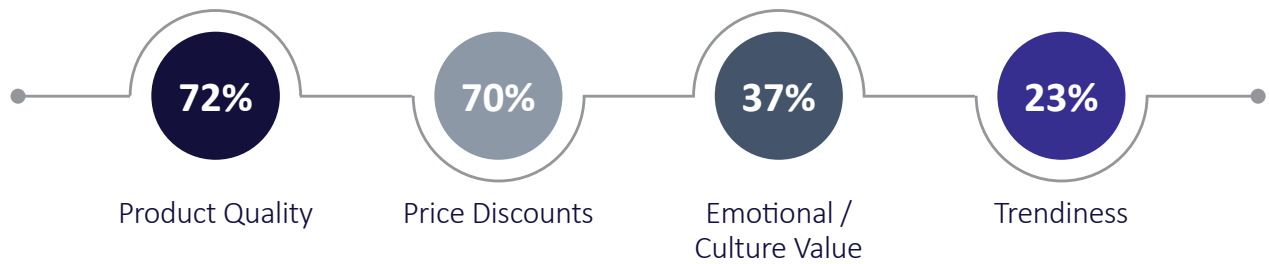 72%
70%
37%
23%
Product Quality
Price Discounts
Emotional /
Culture Value
Trendiness